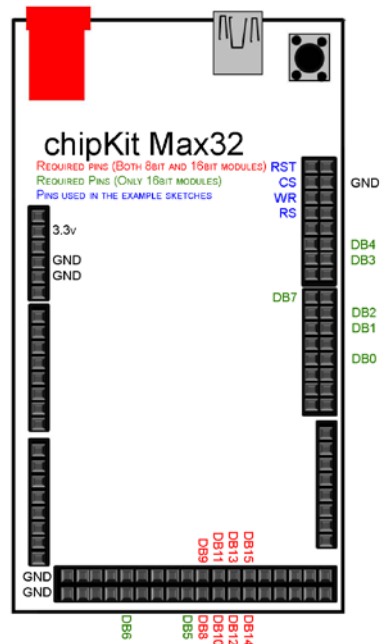 chipKit Max32
Required pins (Both 8bit and 16bit modules)
Required Pins (Only 16bit modules)
Pins used in the example sketches
RST
CS
GND
WR
RS
3.3v
GND
GND
DB4
DB3
DB7
DB2
DB1
DB0
DB9
DB11
DB13
DB15
GND
GND
DB6
DB5
DB8
DB10
DB12
DB14